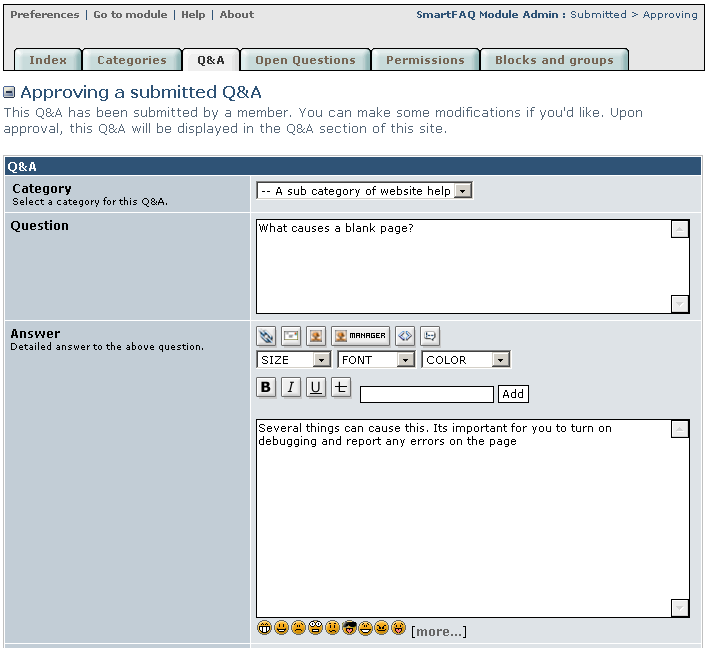 Preferences | Go to module | Help | About
SmartFAQ Module Admin : Submitted > Approving
Index Categories Q&A Open Questions Permissions Blocks and groups
Approving a submitted Q&A
This Q&A has been submitted by a member. You can make some modifications if you'd like. Upon
approval, this Q&A will be displayed in the Q&A section of this site.
Q&A
Category
Select a category for this Q&A.
-- A sub category of website help
Question
What causes a blank page?
Answer
Detailed answer to the above question.
MANAGER
SIZE FONT COLOR
B I U t Add
Several things can cause this. Its important for you to turn on
debugging and report any errors on the page
[more...]